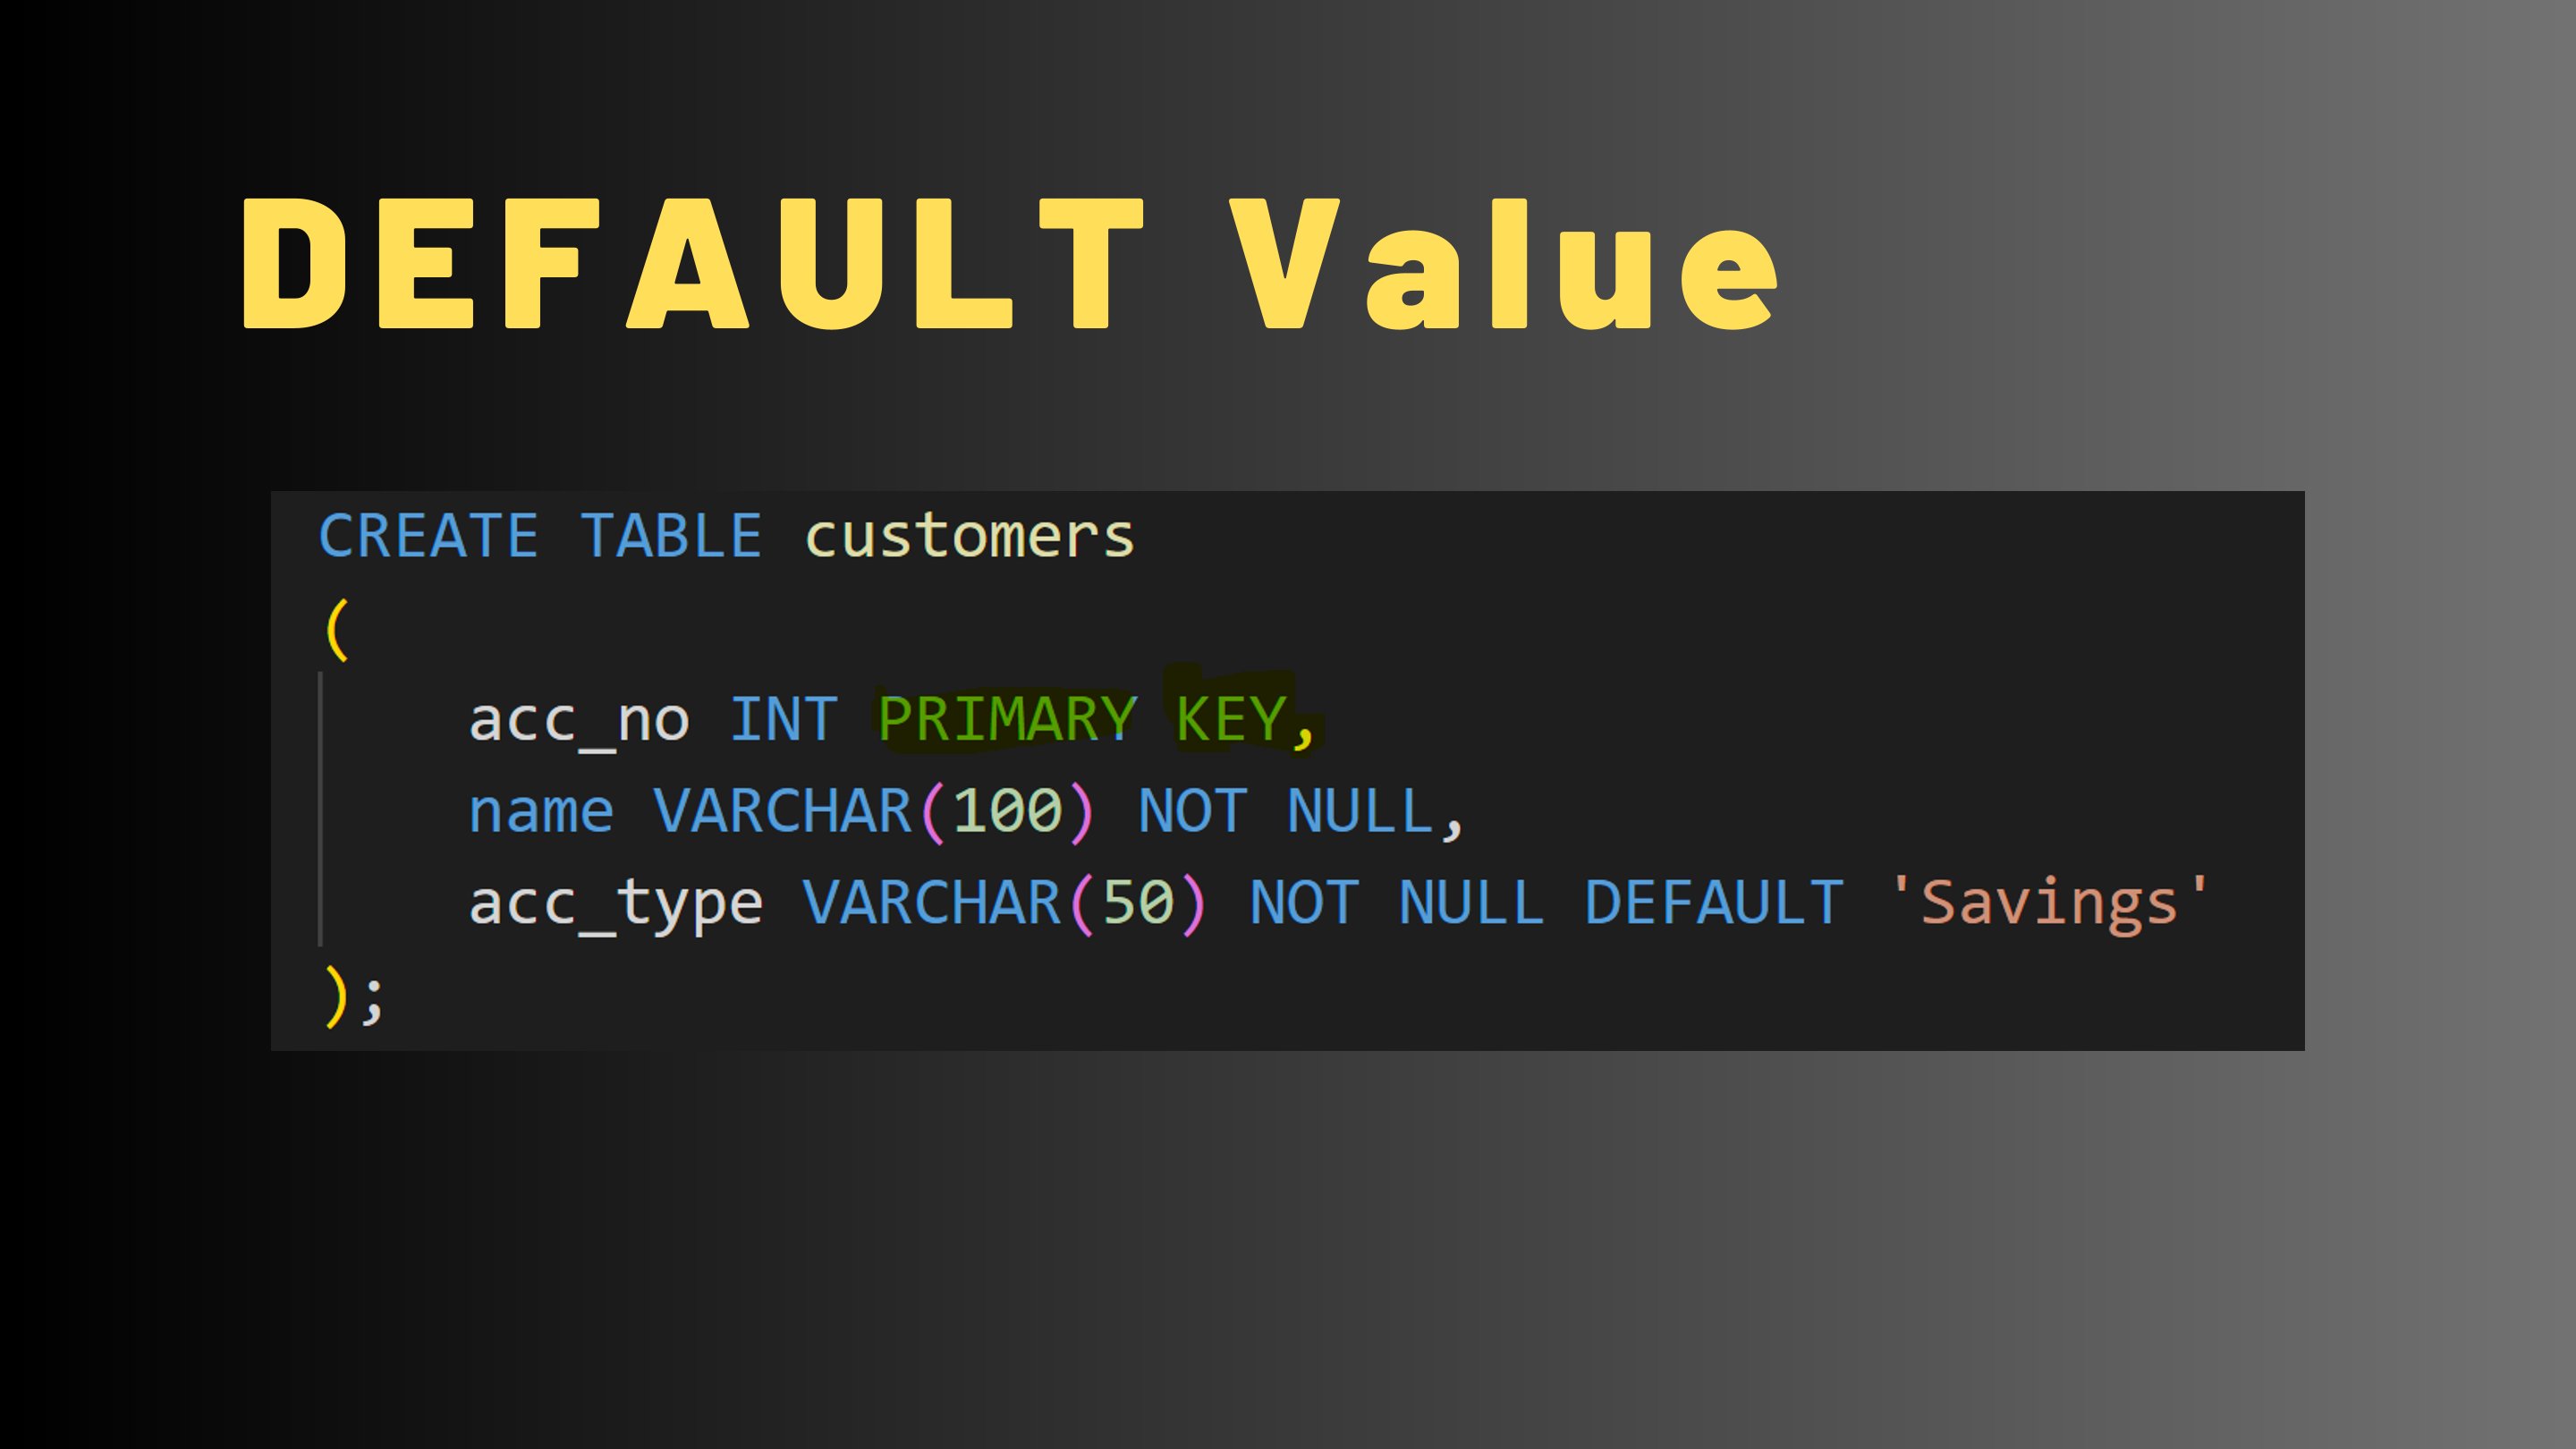 DEFAULT Value
CREATE TABLE customers
(
acc_no INT PRIMARY KEY,
name VARCHAR(100) NOT NULL,
acc_type VARCHAR(50) NOT NULL DEFAULT 'Savings'
);